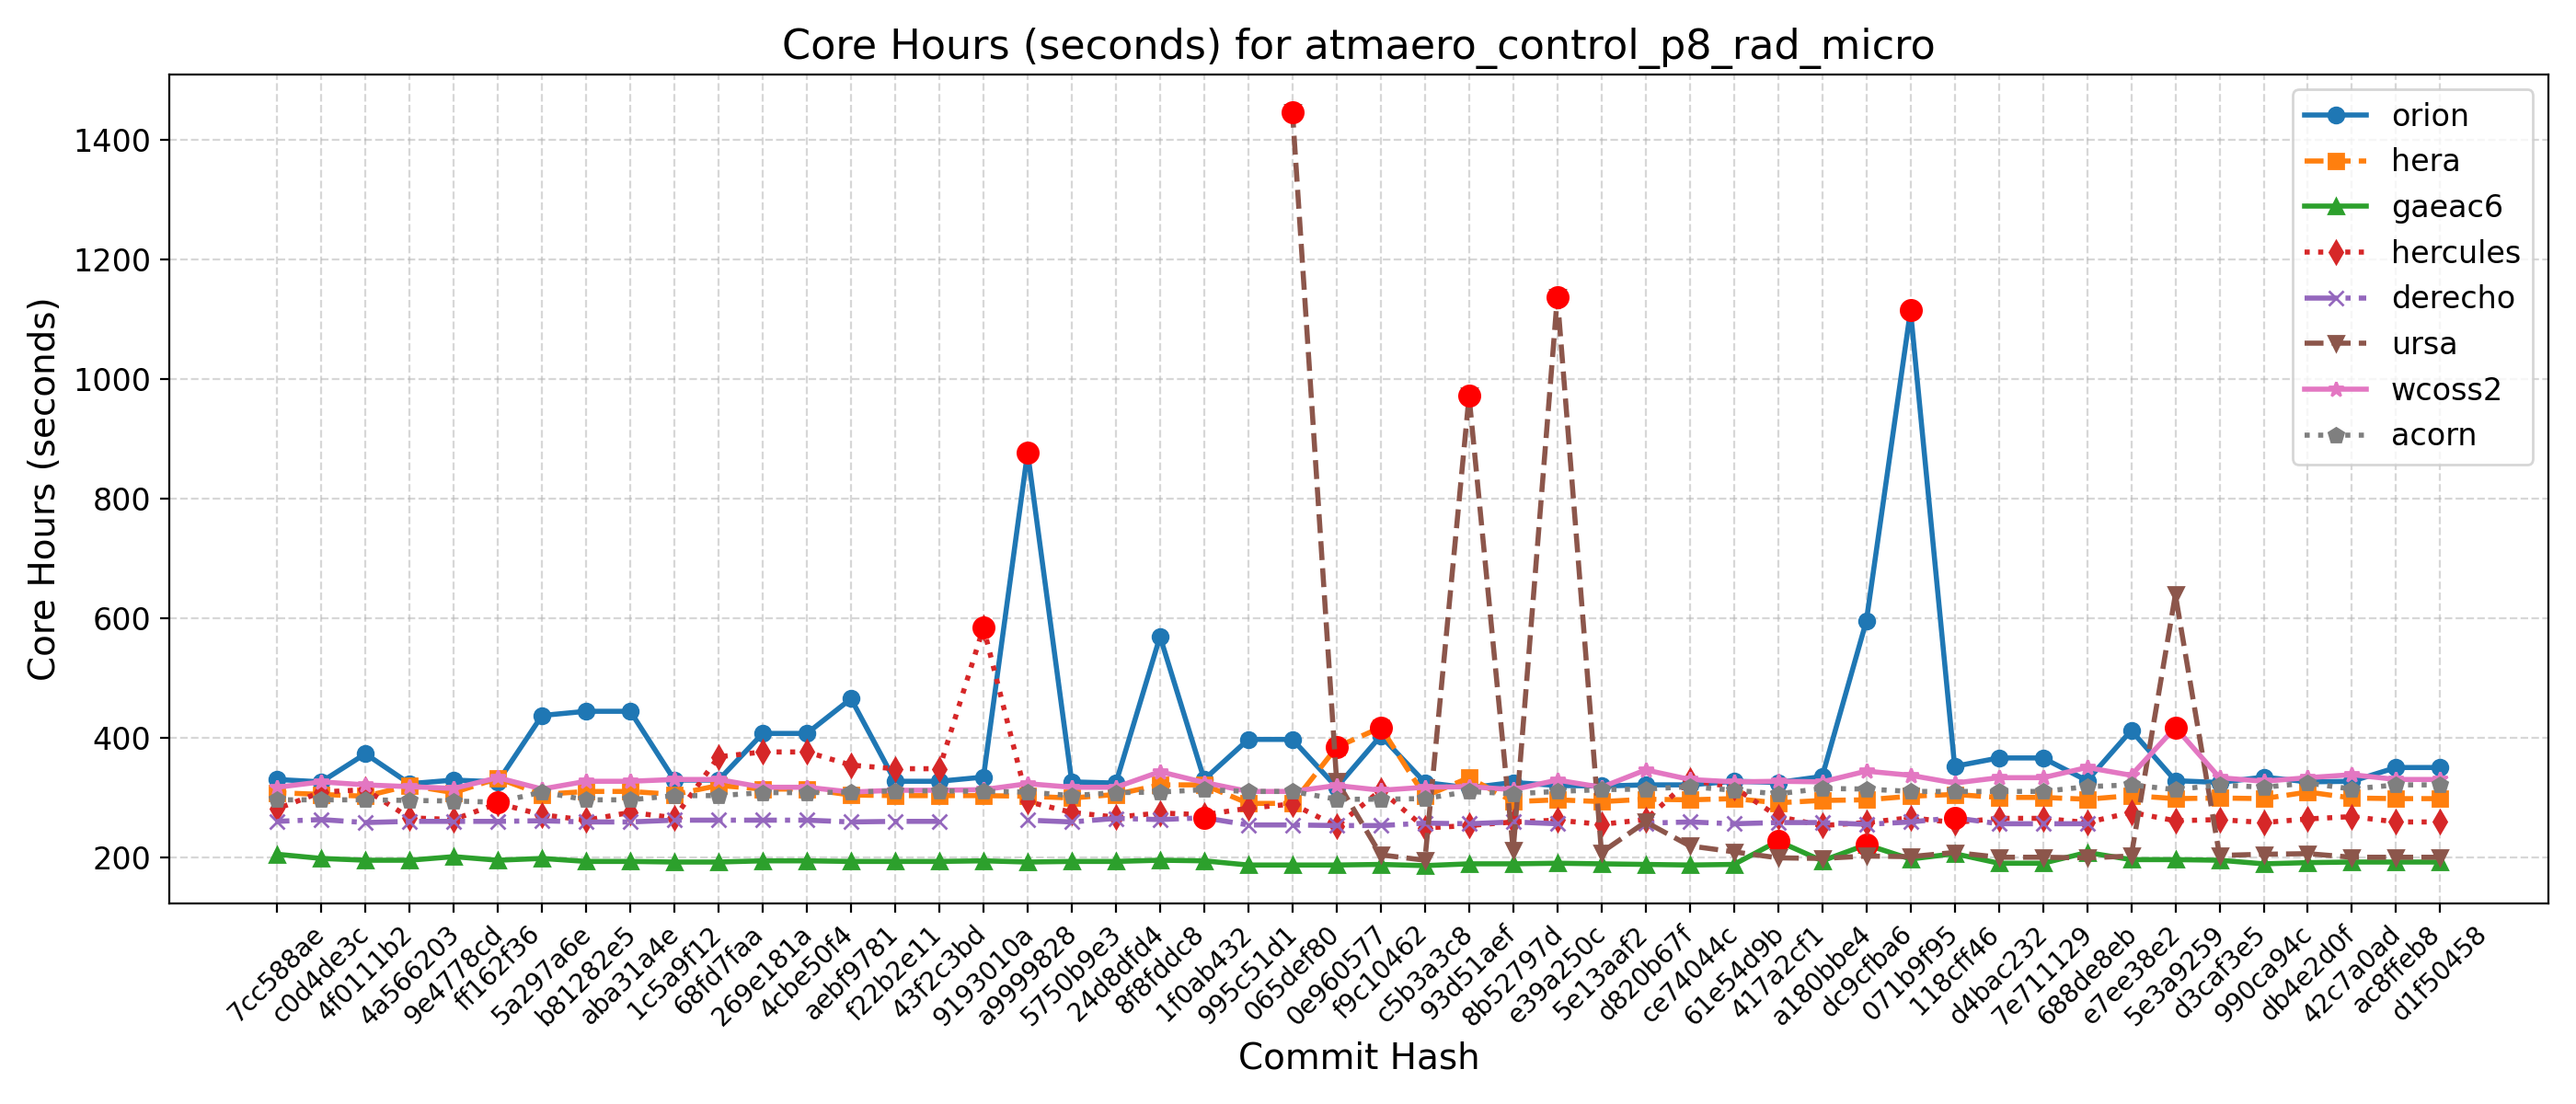 Core Hours (seconds) for atmaero_control_p8_rad_micro
Core Hours (seconds)
1400
1200
1000
800
600
400
200
orion
hera
gaeac6
hercules
derecho
ursa
wcoss2
acorn
7cc588ae
c0d4de3c
4f0111b2
4a566203
9e4778cd
ff162f36
5a297a6e
b81282e5
aba31a4e
1c5a9f12
68fd7faa
269e181a
4cbe50f4
aebf9781
f22b2e11
43f2c3bd
9193010a
a9999828
5750b9e3
24d8dfd4
8f8fddc8
1f0ab432
995c51d1
065def80
0e960577
f9c10462
c5b3a3c8
93d51aef
8b52797d
e39a250c
5e13aaf2
d820b67f
ce74044c
61e54d9b
417a2cf1
a180bbe4
dc9cfba6
071b9f95
118cff46
d4bac232
7e711129
688de8eb
e7ee38e2
5e3a9259
d3caf3e5
990ca94c
db4e2d0f
42c7a0ad
ac8ffeb8
d1f50458
Commit Hash